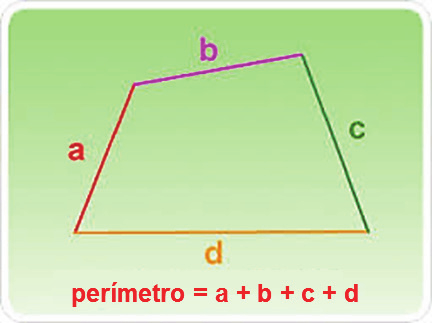 b
a
c
d
perímetro = a + b + c + d